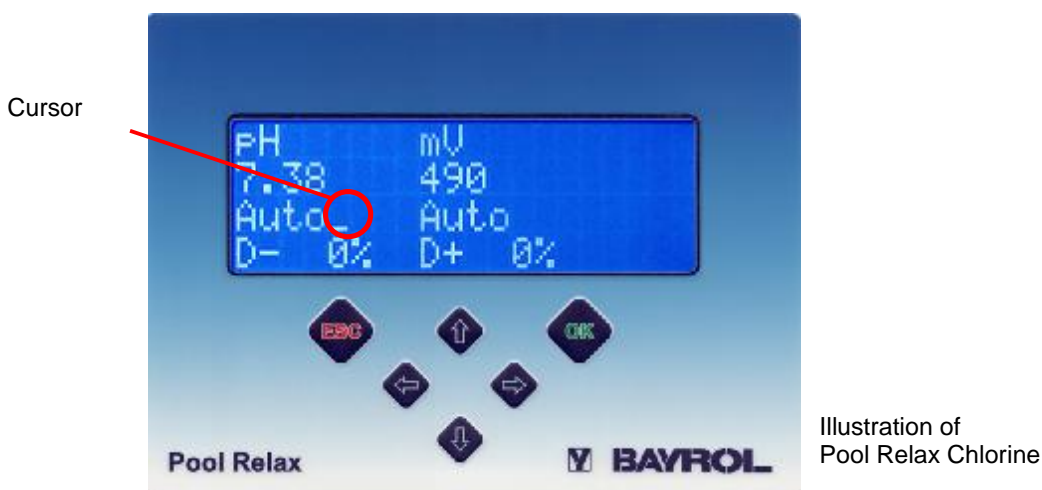 Cursor
pH mV
7.38 490
Auto_ Auto
D- 0% D+ 0%
ESC OK
Pool Relax
BAYROL
Illustration of
Pool Relax Chlorine